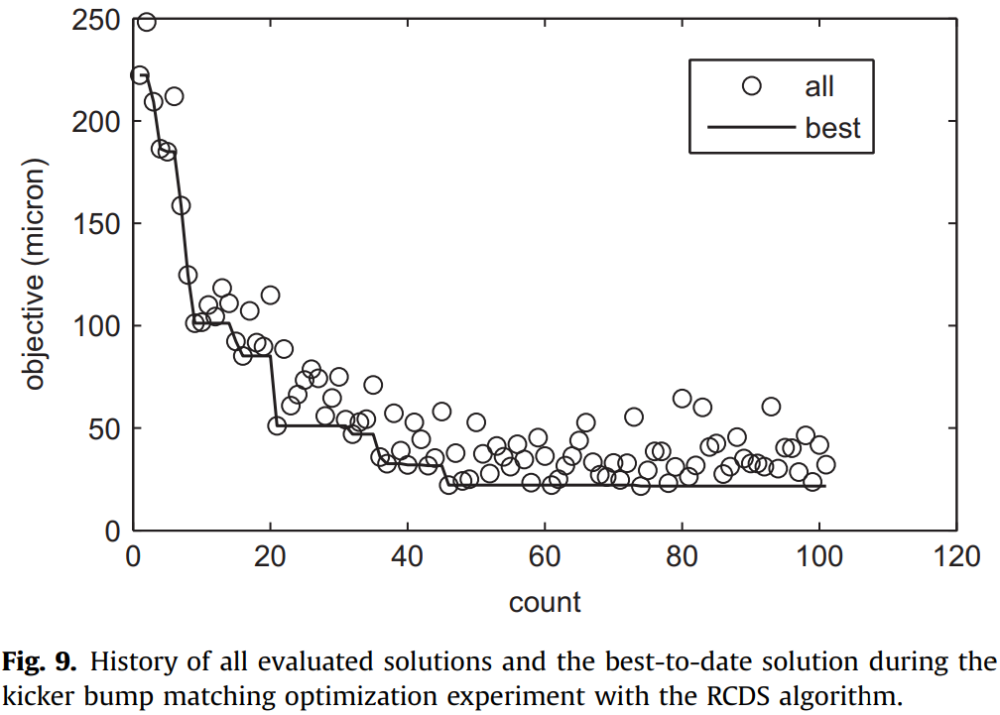 250
200
150
100
50
0
objective (micron)
all
best
0 20 40 60 80 100 120
count
Fig. 9. History of all evaluated solutions and the best-to-date solution during the
kicker bump matching optimization experiment with the RCDS algorithm.